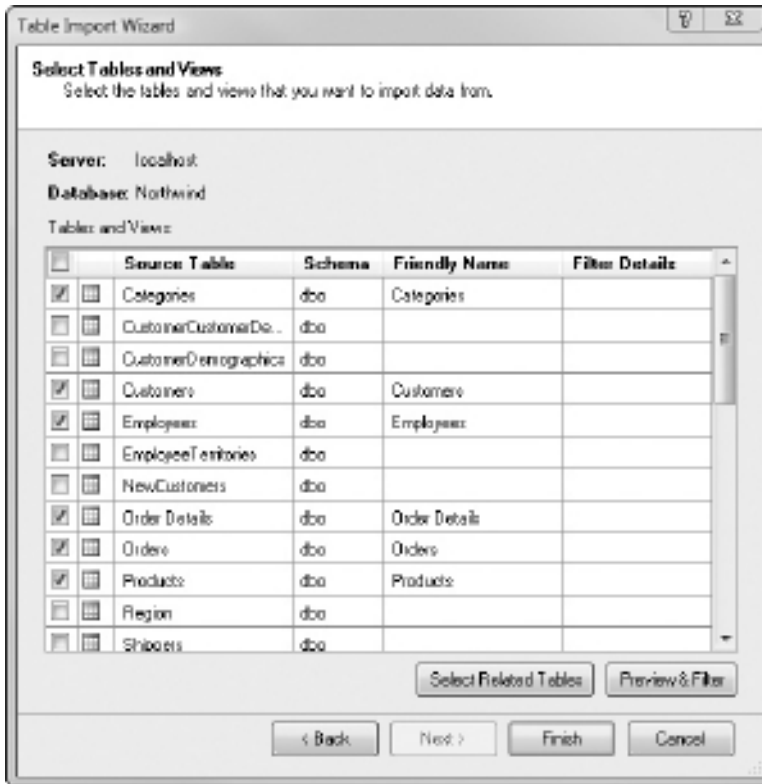 Table Import Wizard
Select Tables and Views
Select the tables and views that you want to import data from.
Server: localhost
Database: Northwind
Tables and Views:
Source Table Schema Friendly Name Filter Details
Categories dbo Categories
CustomerCustomerDe... dbo
CustomerDemographics dbo
Customers dbo Customers
Employees dbo Employees
EmployeeTerritories dbo
NewCustomers dbo
Order Details dbo Order Details
Orders dbo Orders
Products dbo Products
Region dbo
Shippers dbo
Select Related Tables Preview & Filter
< Back Next > Finish Cancel